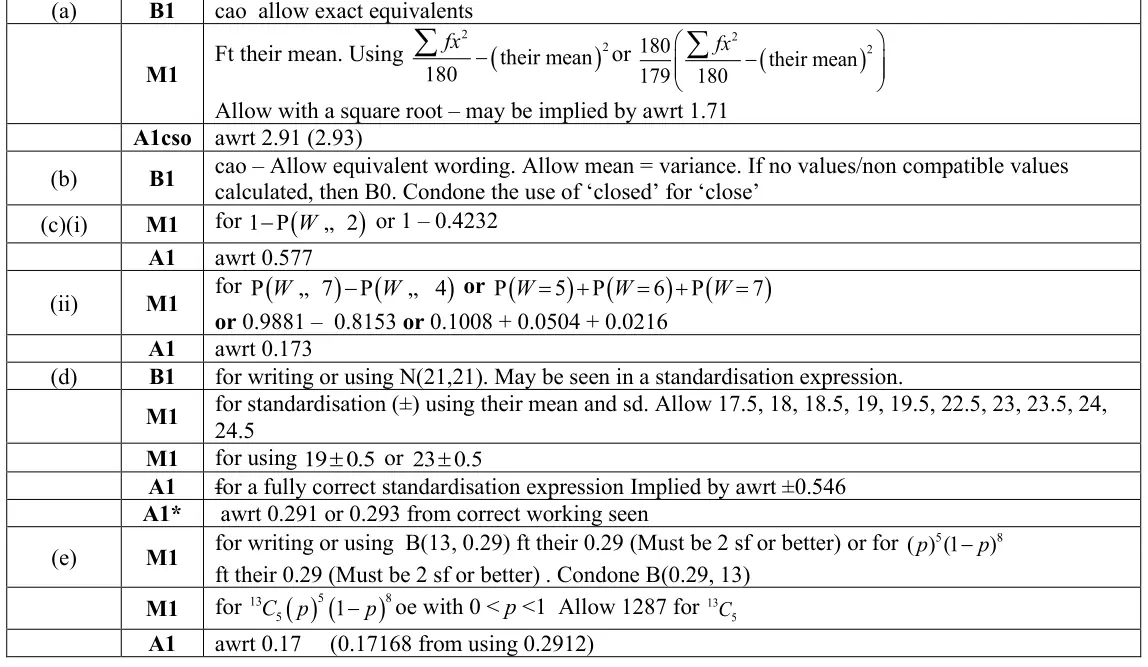 (a) B1 cao allow exact equivalents
M1 Ft their mean. Using ∑fx²/180 − (their mean)² or 180/179 (∑fx²/180 − (their mean)²)
Allow with a square root – may be implied by awrt 1.71
A1cso awrt 2.91 (2.93)
(b) B1 cao – Allow equivalent wording. Allow mean = variance. If no values/non compatible values
calculated, then B0. Condone the use of ‘closed’ for ‘close’
(c)(i) M1 for 1−P(W ,, 2) or 1 – 0.4232
A1 awrt 0.577
(ii) M1 for P(W ,, 7)−P(W ,, 4) or P(W=5)+P(W=6)+P(W=7)
or 0.9881 – 0.8153 or 0.1008 + 0.0504 + 0.0216
A1 awrt 0.173
(d) B1 for writing or using N(21,21). May be seen in a standardisation expression.
M1 for standardisation (±) using their mean and sd. Allow 17.5, 18, 18.5, 19, 19.5, 22.5, 23, 23.5, 24,
24.5
M1 for using 19±0.5 or 23±0.5
A1 for a fully correct standardisation expression Implied by awrt ±0.546
A1* awrt 0.291 or 0.293 from correct working seen
(e) M1 for writing or using B(13, 0.29) ft their 0.29 (Must be 2 sf or better) or for (p)⁵(1−p)⁸
ft their 0.29 (Must be 2 sf or better) . Condone B(0.29, 13)
M1 for ¹³C₅(p)⁵(1−p)⁸ oe with 0 < p <1 Allow 1287 for ¹³C₅
A1 awrt 0.17 (0.17168 from using 0.2912)